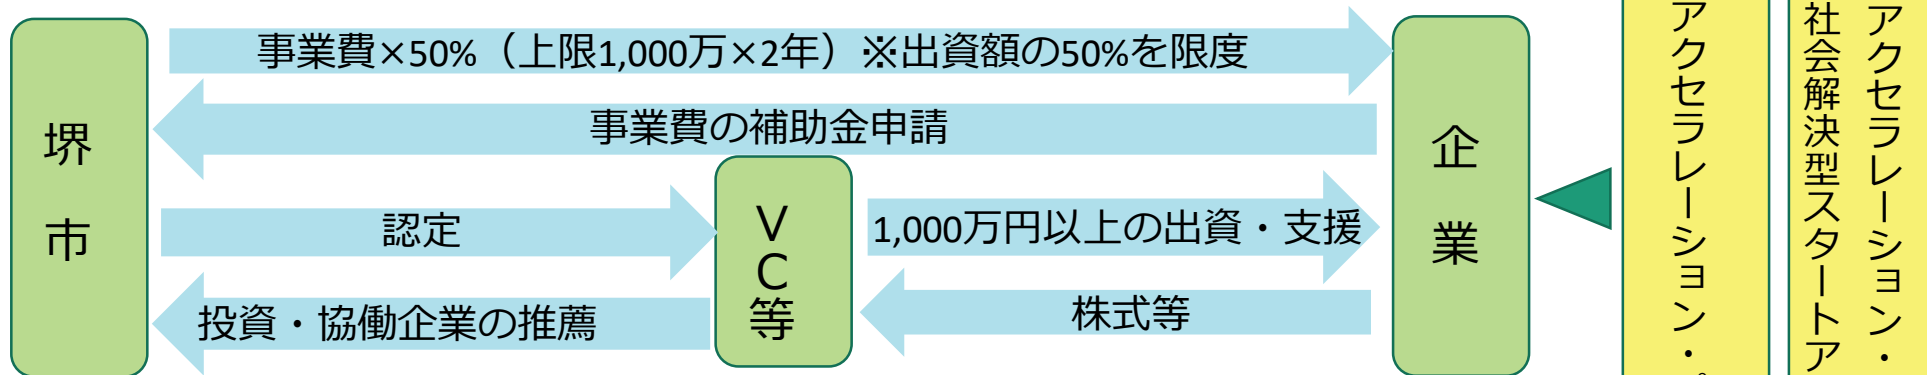 堺市
事業費×50%（上限1,000万×2年）※出資額の50%を限度
事業費の補助金申請
認定
投資・協働企業の推薦
VC等
1,000万円以上の出資・支援
株式等
企業
アクセラレーション・
アクセラレーション・
社会解決型スタートア